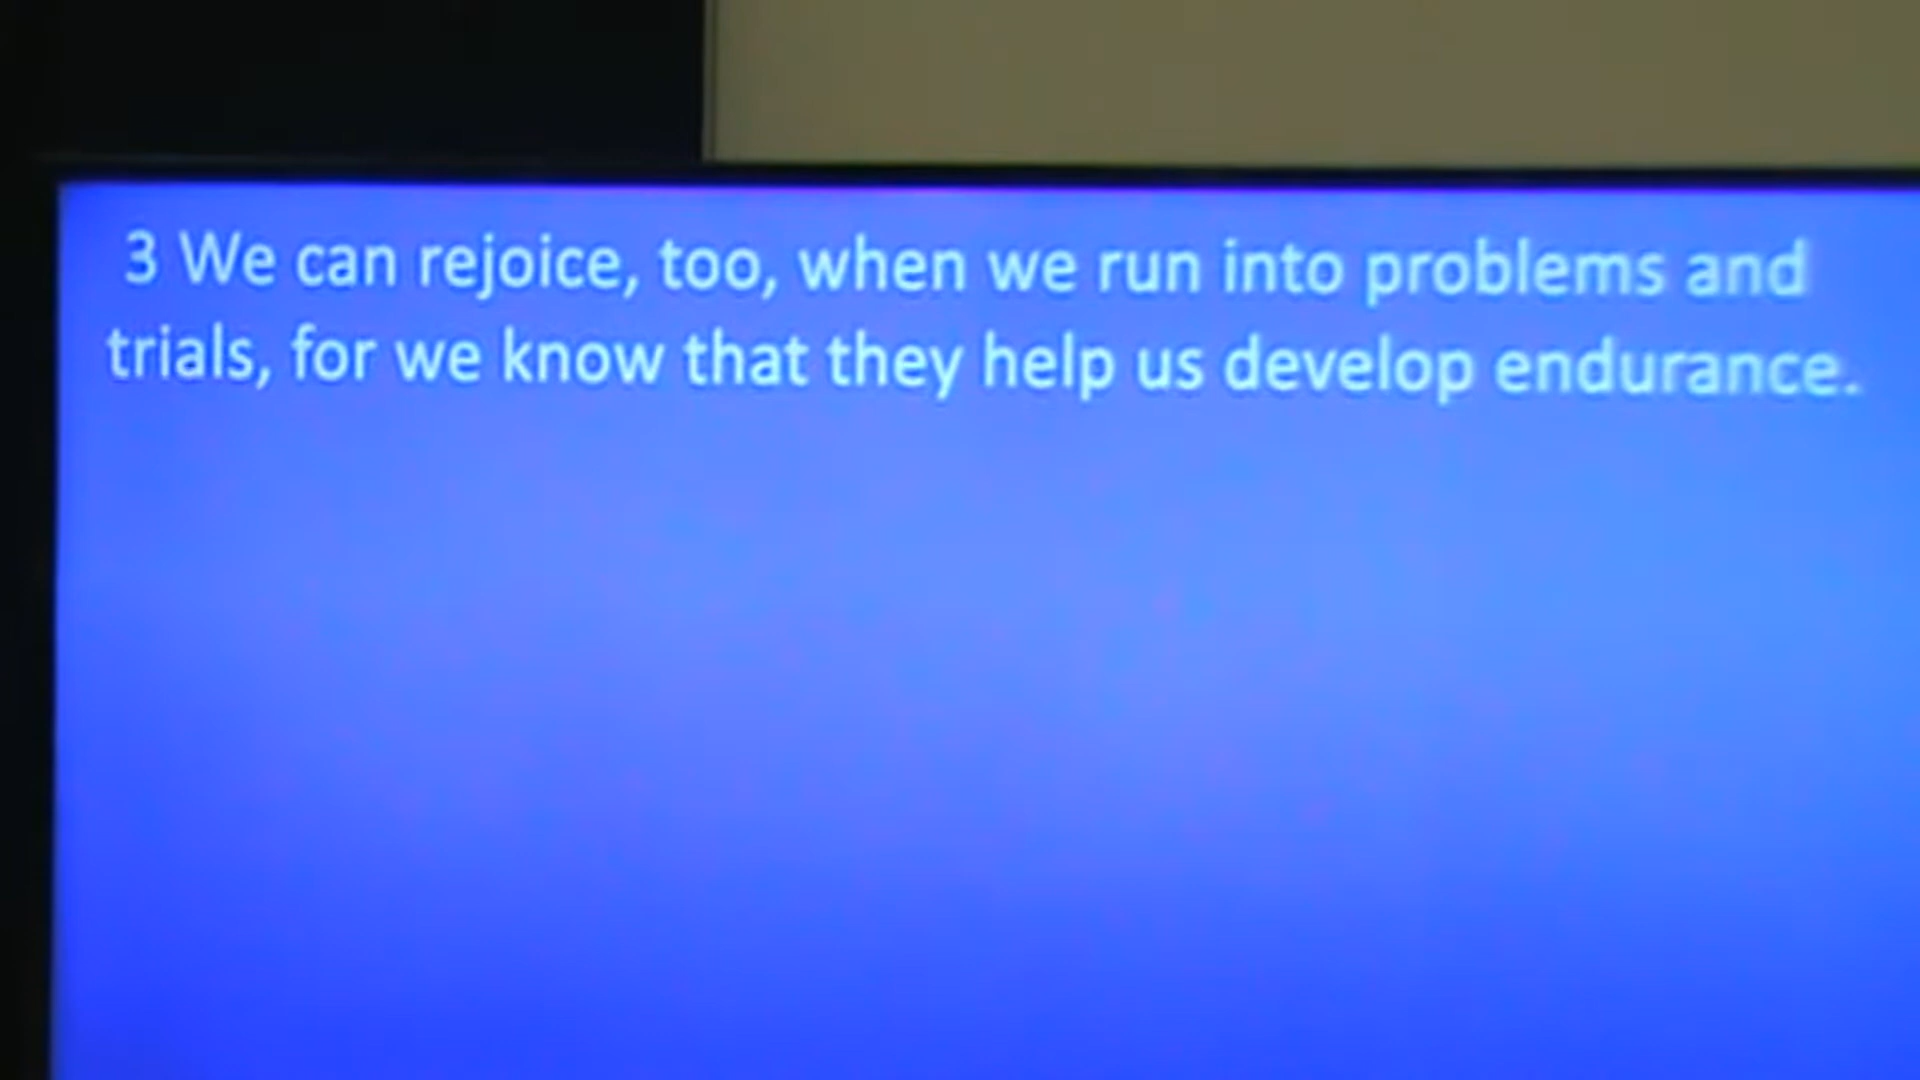 3 We can rejoice, too, when we run into problems and
trials, for we know that they help us develop endurance.